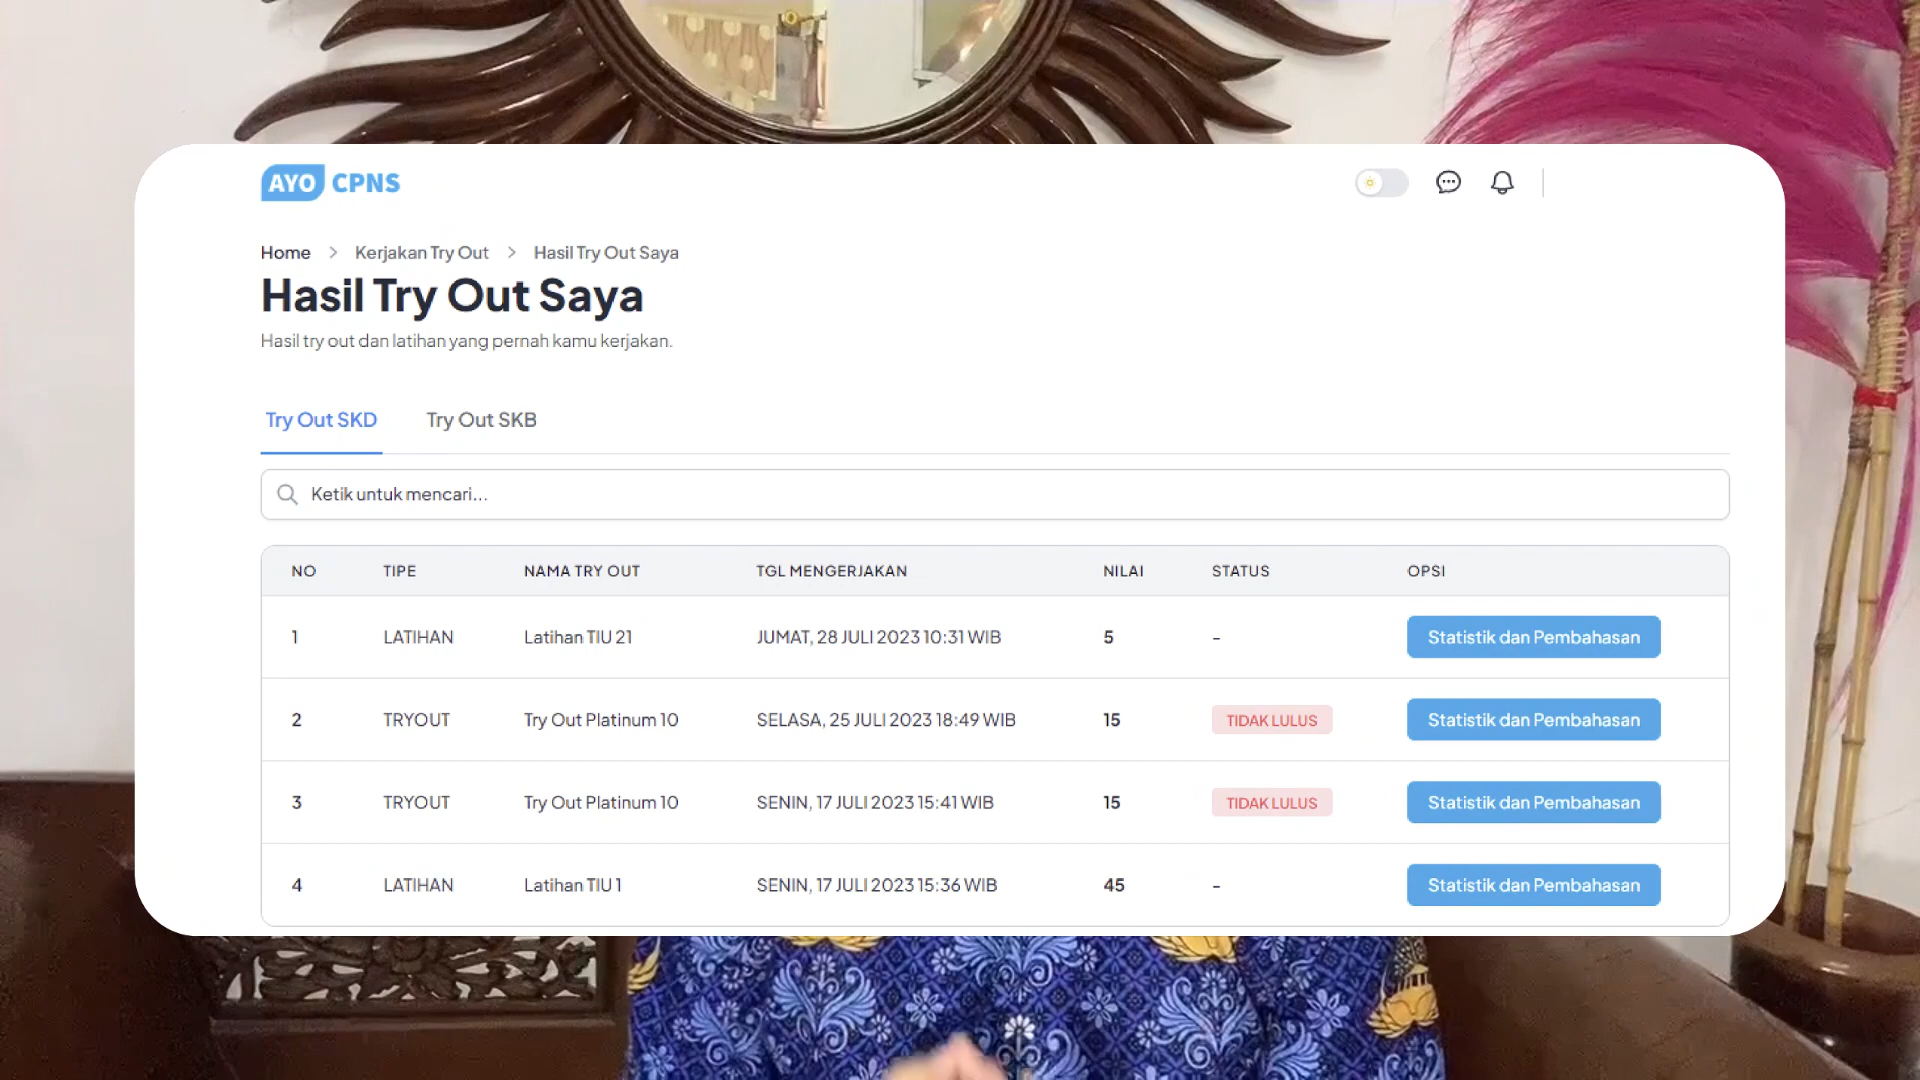 AYO CPNS
Home > Kerjakan Try Out > Hasil Try Out Saya
Hasil Try Out Saya
Hasil try out dan latihan yang pernah kamu kerjakan.
Try Out SKD Try Out SKB
Ketik untuk mencari...
NO TIPE NAMA TRY OUT TGL MENGERJAKAN NILAI STATUS OPSI
1 LATIHAN Latihan TIU 21 JUMAT, 28 JULI 2023 10:31 WIB 5 - Statistik dan Pembahasan
2 TRYOUT Try Out Platinum 10 SELASA, 25 JULI 2023 18:49 WIB 15 TIDAK LULUS Statistik dan Pembahasan
3 TRYOUT Try Out Platinum 10 SENIN, 17 JULI 2023 15:41 WIB 15 TIDAK LULUS Statistik dan Pembahasan
4 LATIHAN Latihan TIU 1 SENIN, 17 JULI 2023 15:36 WIB 45 - Statistik dan Pembahasan